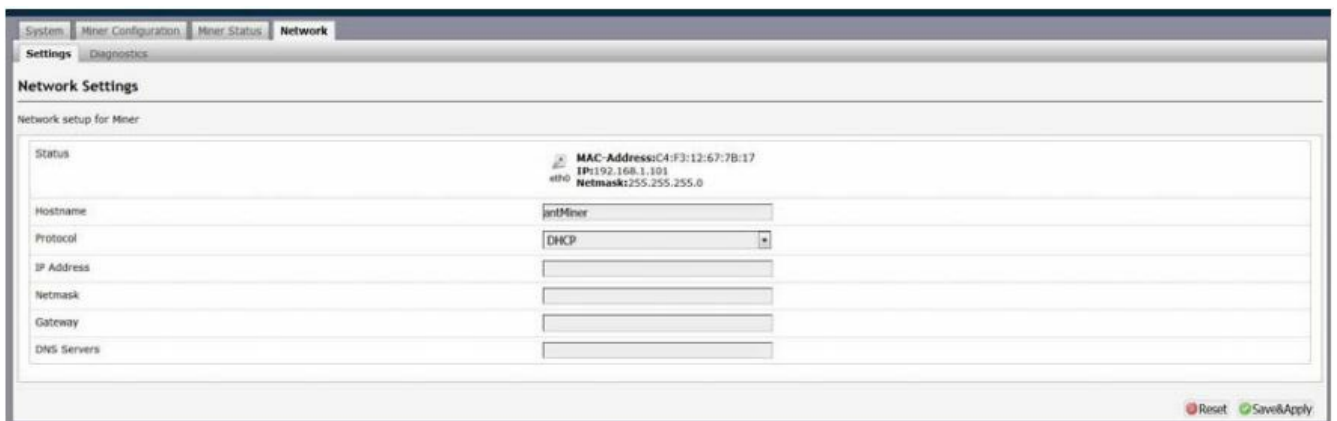 System Miner Configuration Miner Status Network
Settings Diagnostics
Network Settings
Network setup for Miner
Status
MAC-Address:C4:F3:12:67:7B:17
IP:192.168.1.101
eth0
Netmask:255.255.255.0
Hostname antMiner
Protocol DHCP
IP Address
Netmask
Gateway
DNS Servers
Reset Save&Apply